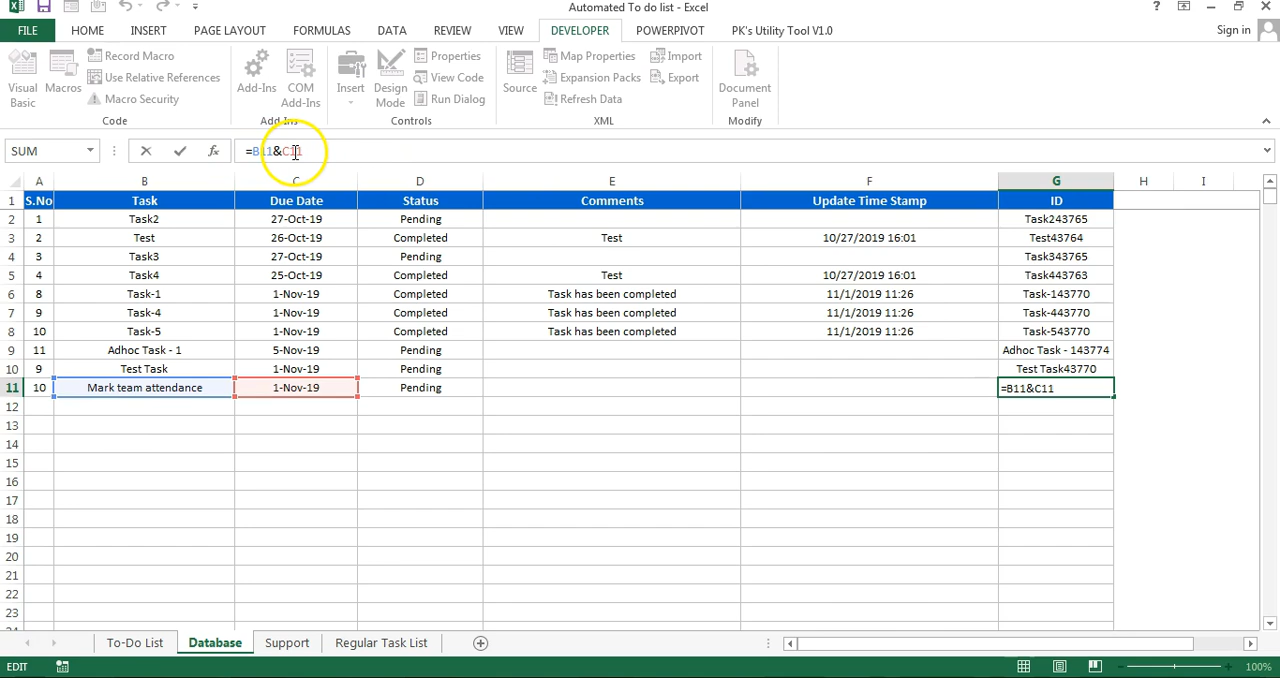 Automated To do list - Excel
FILE HOME INSERT PAGE LAYOUT FORMULAS DATA REVIEW VIEW DEVELOPER POWERPIVOT PK's Utility Tool V1.0 Sign in
Visual Basic
Macros
Record Macro
Use Relative References
Macro Security
Code
Add-Ins
COM Add-Ins
Add-Ins
Insert
Design Mode
Properties
View Code
Run Dialog
Controls
Source
Map Properties
Expansion Packs
Refresh Data
Import
Export
XML
Document Panel
Modify
SUM fx =B11&C11
A B C D E F G H I
1 S.No Task Due Date Status Comments Update Time Stamp ID
2 1 Task2 27-Oct-19 Pending Task243765
3 2 Test 26-Oct-19 Completed Test 10/27/2019 16:01 Test43764
4 3 Task3 27-Oct-19 Pending Task343765
5 4 Task4 25-Oct-19 Completed Test 10/27/2019 16:01 Task443763
6 8 Task-1 1-Nov-19 Completed Task has been completed 11/1/2019 11:26 Task-143770
7 9 Task-4 1-Nov-19 Completed Task has been completed 11/1/2019 11:26 Task-443770
8 10 Task-5 1-Nov-19 Completed Task has been completed 11/1/2019 11:26 Task-543770
9 11 Adhoc Task - 1 5-Nov-19 Pending Adhoc Task - 143774
10 9 Test Task 1-Nov-19 Pending Test Task43770
11 10 Mark team attendance 1-Nov-19 Pending =B11&C11
12
13
14
15
16
17
18
19
20
21
22
23
To-Do List Database Support Regular Task List
EDIT 100%